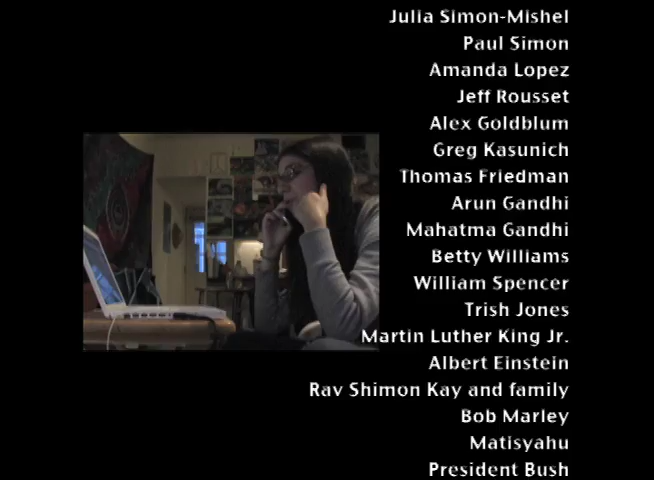 Julia Simon-Mishel
Paul Simon
Amanda Lopez
Jeff Rousset
Alex Goldblum
Greg Kasunich
Thomas Friedman
Arun Gandhi
Mahatma Gandhi
Betty Williams
William Spencer
Trish Jones
Martin Luther King Jr.
Albert Einstein
Rav Shimon Kay and family
Bob Marley
Matisyahu
President Bush